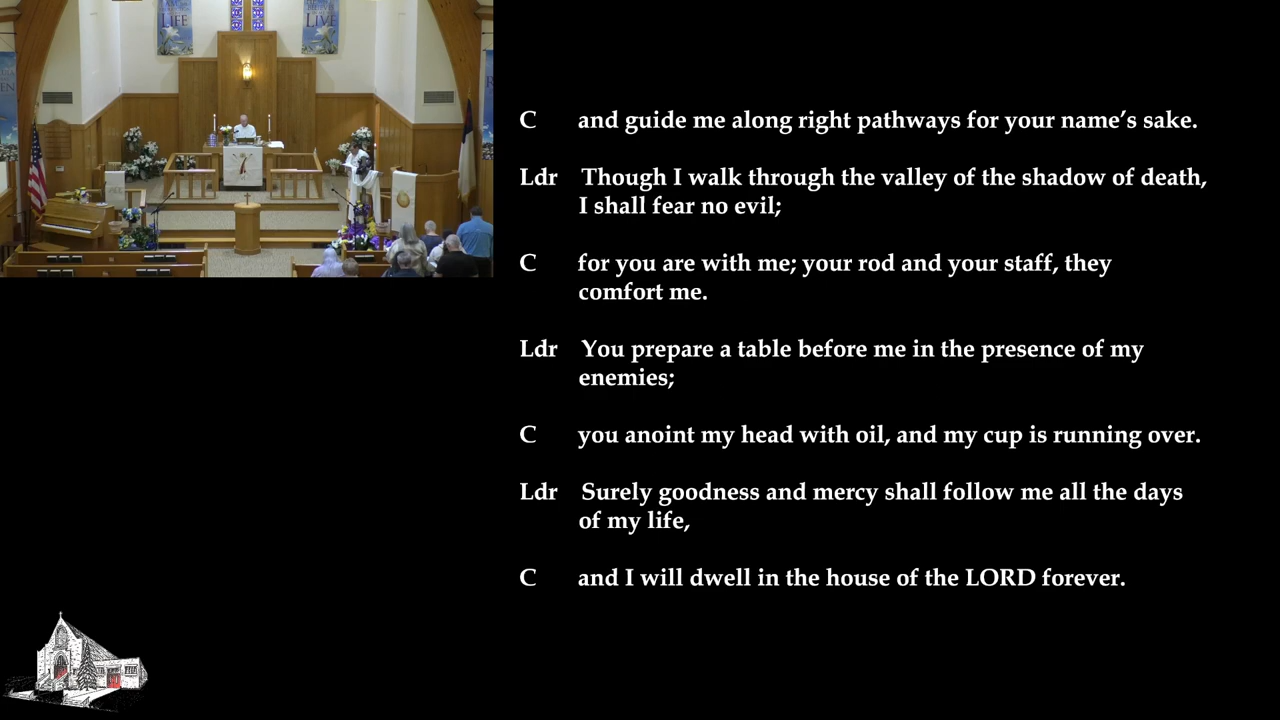 LIFE
LIVE
C and guide me along right pathways for your name’s sake.
Ldr Though I walk through the valley of the shadow of death,
I shall fear no evil;
C for you are with me; your rod and your staff, they
comfort me.
Ldr You prepare a table before me in the presence of my
enemies;
C you anoint my head with oil, and my cup is running over.
Ldr Surely goodness and mercy shall follow me all the days
of my life,
C and I will dwell in the house of the LORD forever.